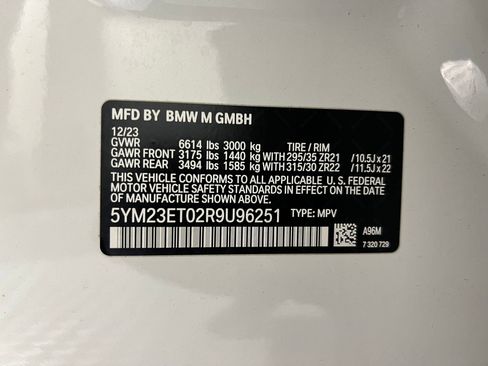 MFD BY BMW M GMBH
12/23
GVWR 6614 lbs 3000 kg TIRE / RIM
GAWR FRONT 3175 lbs 1440 kg WITH 295/35 ZR21 / 10.5J x 21
GAWR REAR 3494 lbs 1585 kg WITH 315/30 ZR22 / 11.5J x 22
THIS VEHICLE CONFORMS TO ALL APPLICABLE U. S. FEDERAL
MOTOR VEHICLE SAFETY STANDARDS IN EFFECT ON THE DATE
OF MANUFACTURE SHOWN ABOVE.
5YM23ET02R9U96251 TYPE: MPV
A96M
7 320 729